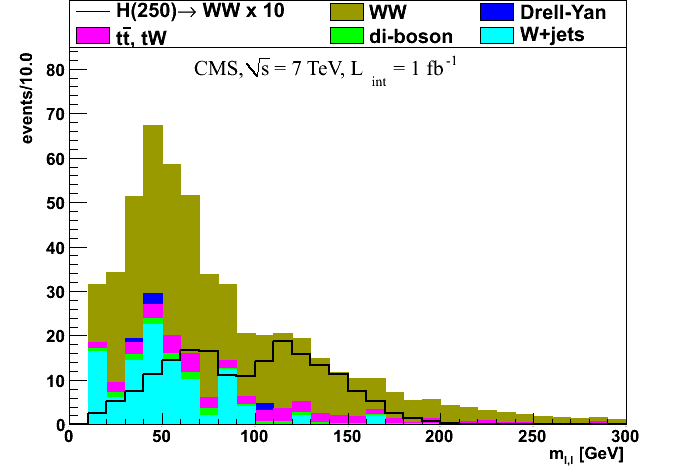 H(250)→ WW x 10 WW Drell-Yan
tt̄, tW di-boson W+jets
CMS, √s = 7 TeV, L int = 1 fb-1
events/10.0
80
70
60
50
40
30
20
10
0
0 50 100 150 200 250 300
m l,l [GeV]